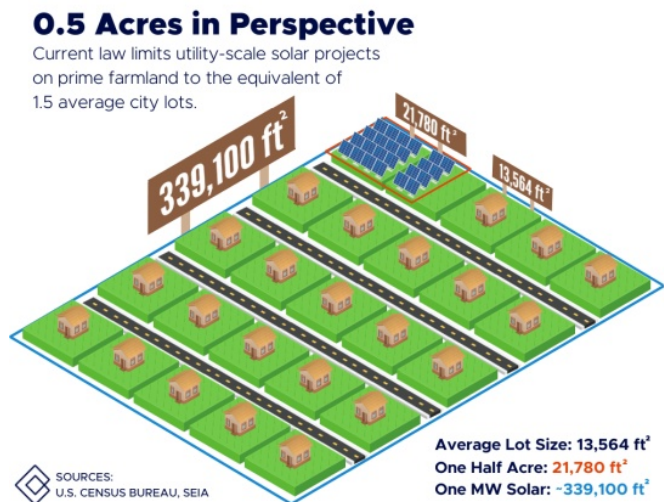 0.5 Acres in Perspective
Current law limits utility-scale solar projects
on prime farmland to the equivalent of
1.5 average city lots.
339,100 ft²
21,780 ft²
13,564 ft²
Average Lot Size: 13,564 ft²
One Half Acre: 21,780 ft²
One MW Solar: ~339,100 ft²
SOURCES:
U.S. CENSUS BUREAU, SEIA